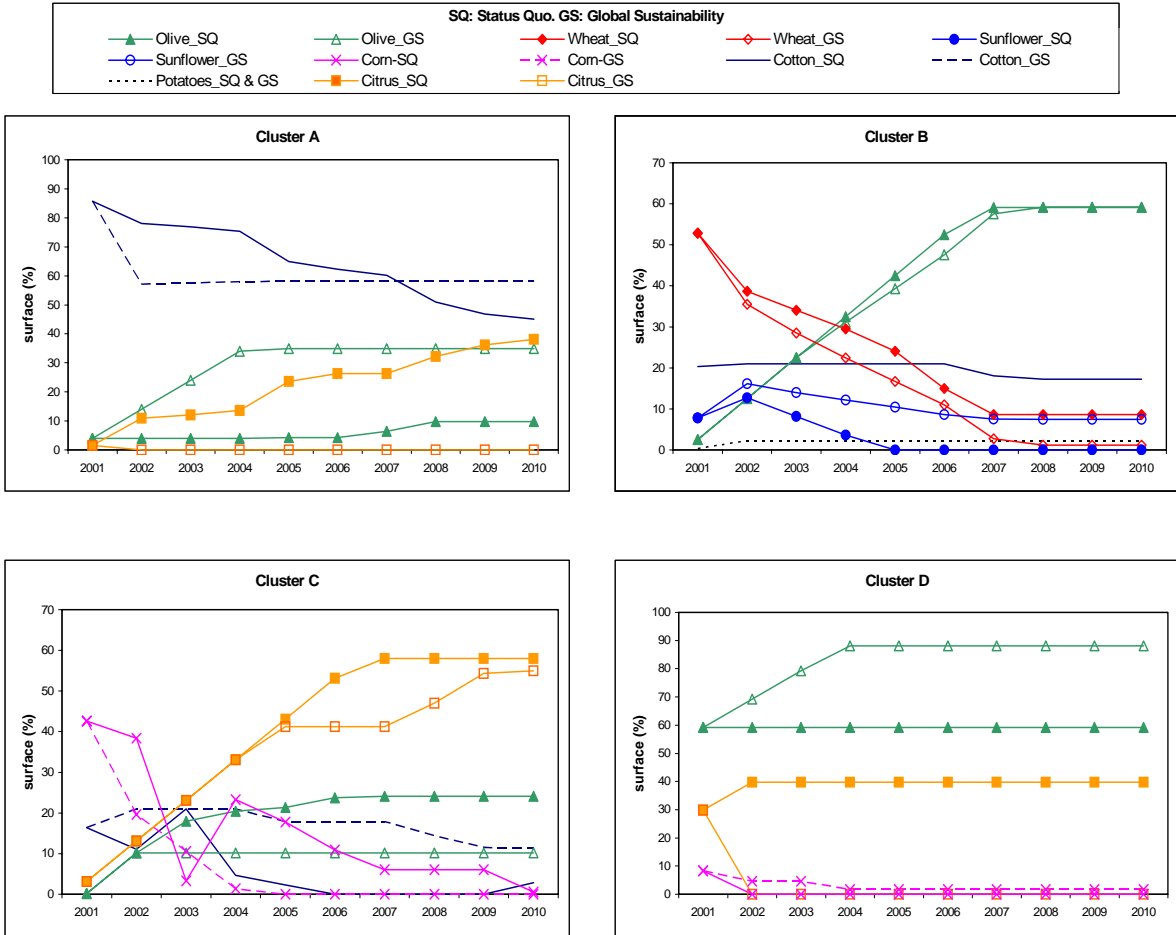 SQ: Status Quo. GS: Global Sustainability
Olive_SQ Olive_GS Wheat_SQ Wheat_GS Sunflower_SQ
Sunflower_GS Corn-SQ Corn-GS Cotton_SQ Cotton_GS
Potatoes_SQ & GS Citrus_SQ Citrus_GS
Cluster A
surface (%)
100
90
80
70
60
50
40
30
20
10
0
2001 2002 2003 2004 2005 2006 2007 2008 2009 2010
Cluster B
surface (%)
70
60
50
40
30
20
10
0
2001 2002 2003 2004 2005 2006 2007 2008 2009 2010
Cluster C
surface (%)
70
60
50
40
30
20
10
0
2001 2002 2003 2004 2005 2006 2007 2008 2009 2010
Cluster D
surface (%)
100
90
80
70
60
50
40
30
20
10
0
2001 2002 2003 2004 2005 2006 2007 2008 2009 2010